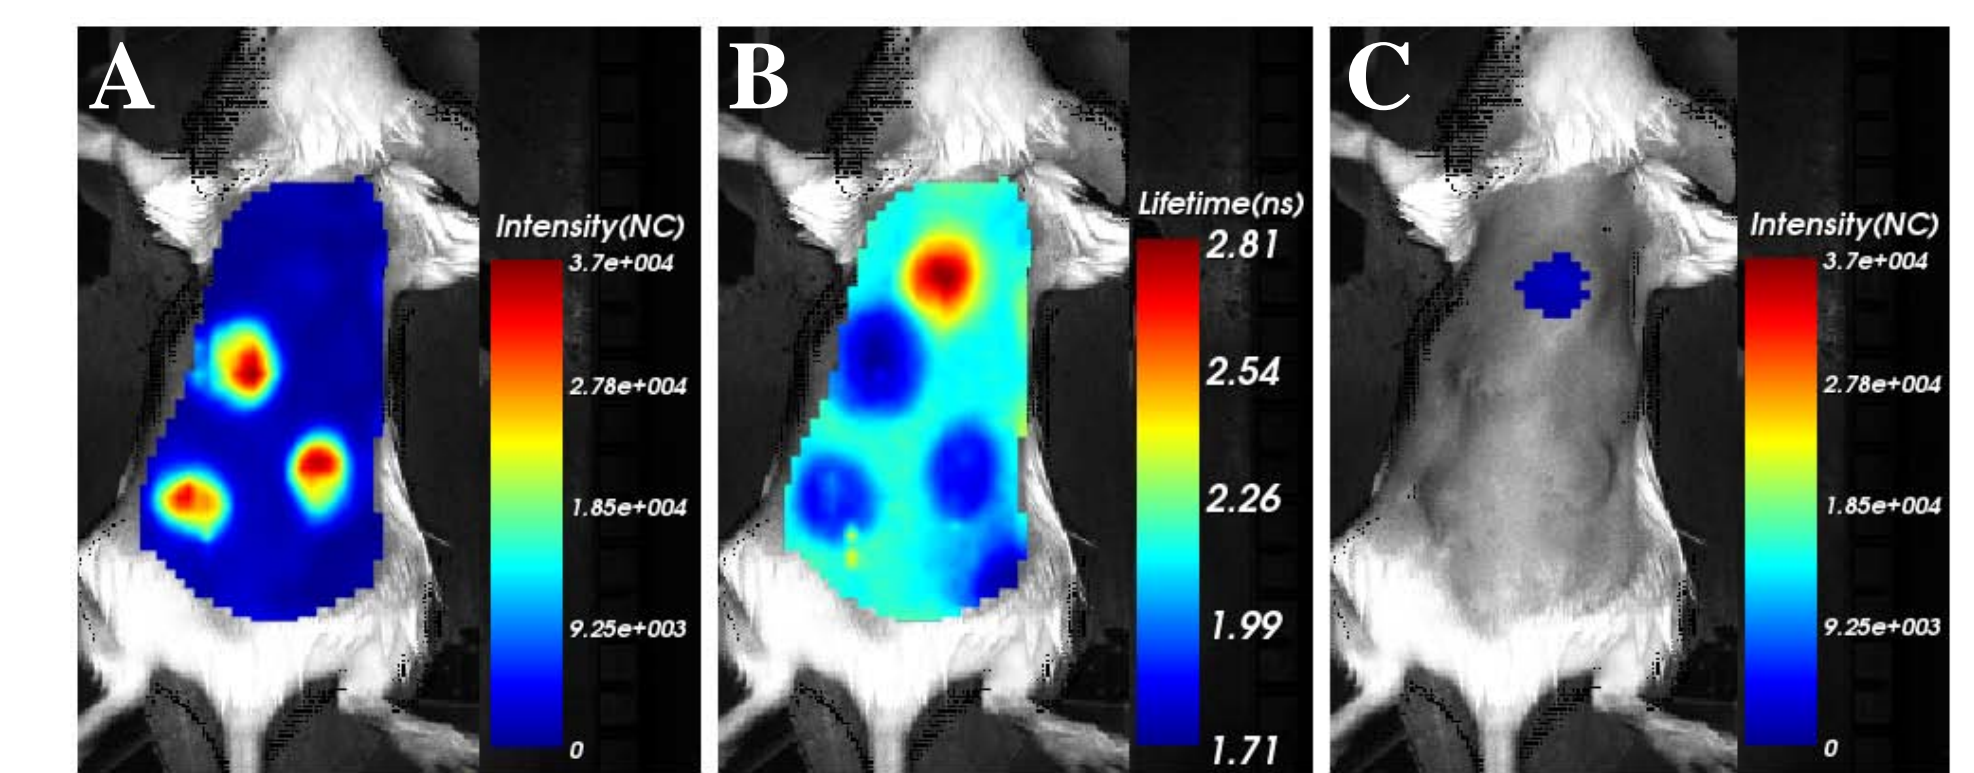 A
B
C
Intensity(NC)
3.7e+004
2.78e+004
1.85e+004
9.25e+003
0
Lifetime(ns)
2.81
2.54
2.26
1.99
1.71
Intensity(NC)
3.7e+004
2.78e+004
1.85e+004
9.25e+003
0